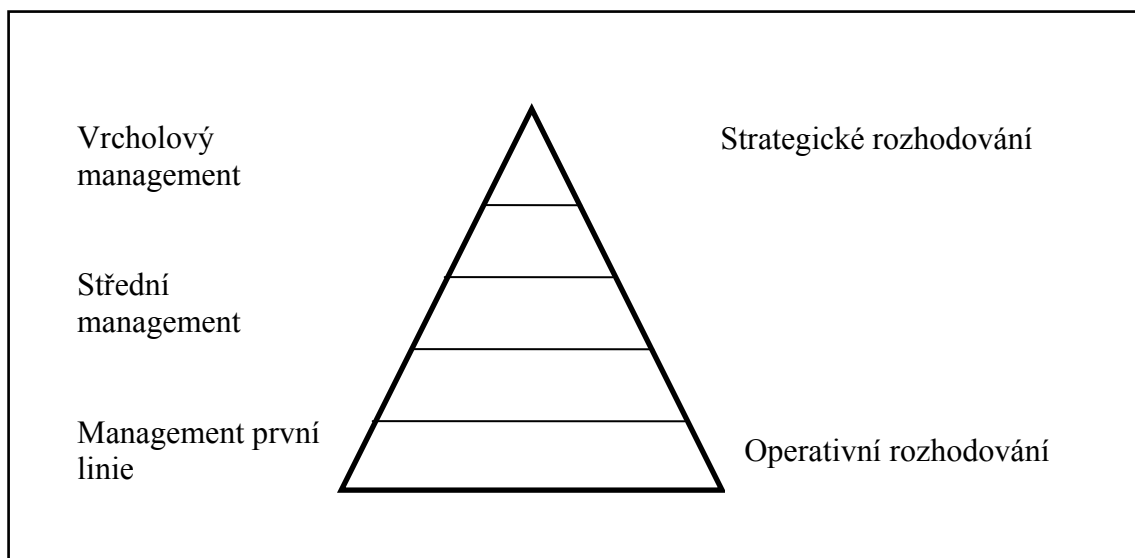 Vrcholový
management
Strategické rozhodování
Střední
management
Management první
linie
Operativní rozhodování